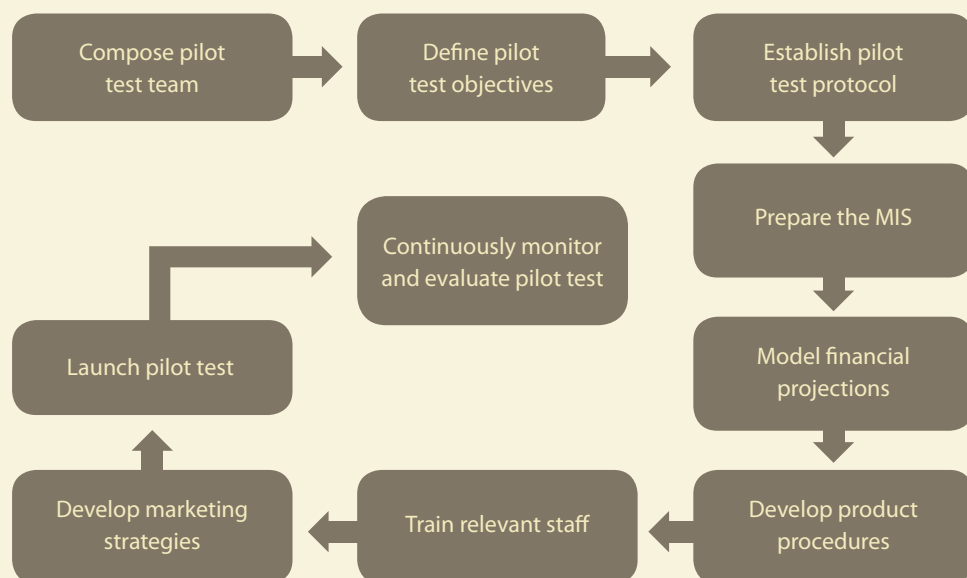 Compose pilot
test team
Define pilot
test objectives
Establish pilot
test protocol
Prepare the MIS
Model financial
projections
Develop product
procedures
Train relevant staff
Develop marketing
strategies
Launch pilot test
Continuously monitor
and evaluate pilot test